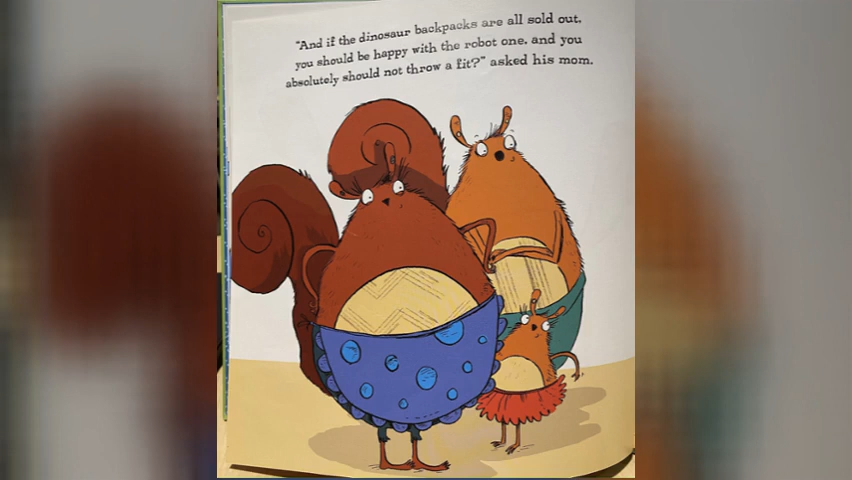 "And if the dinosaur backpacks are all sold out,
you should be happy with the robot one, and you
absolutely should not throw a fit?" asked his mom.